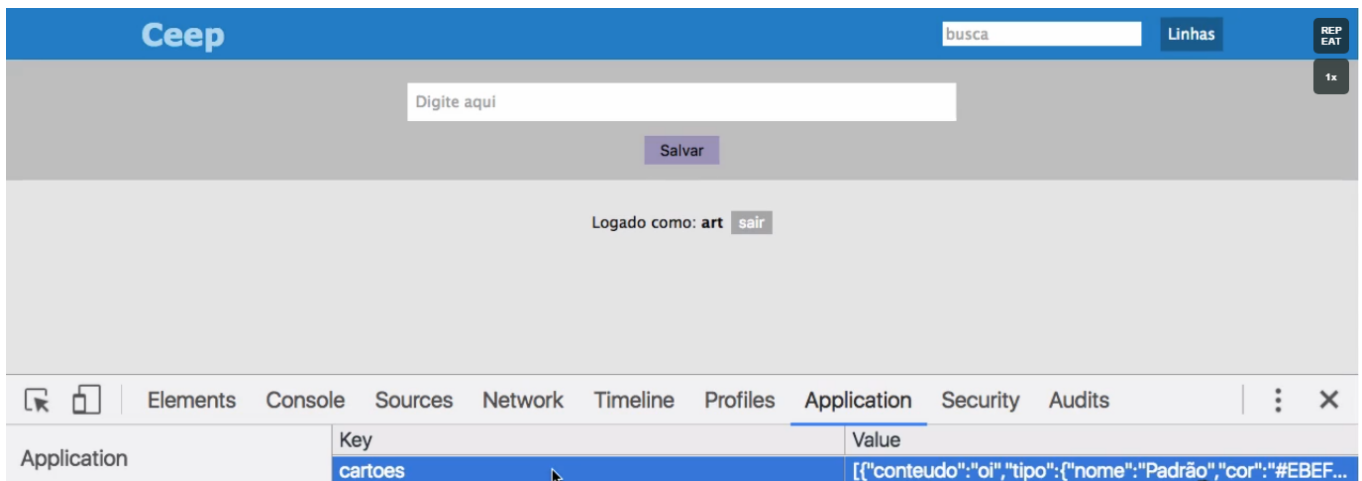 Ceep
busca
Linhas
REP
EAT
1x
Digite aqui
Salvar
Logado como: art sair
Elements Console Sources Network Timeline Profiles Application Security Audits
Application
Key Value
cartoes [{"conteudo":"oi","tipo":{"nome":"Padrão","cor":"#EBEF...